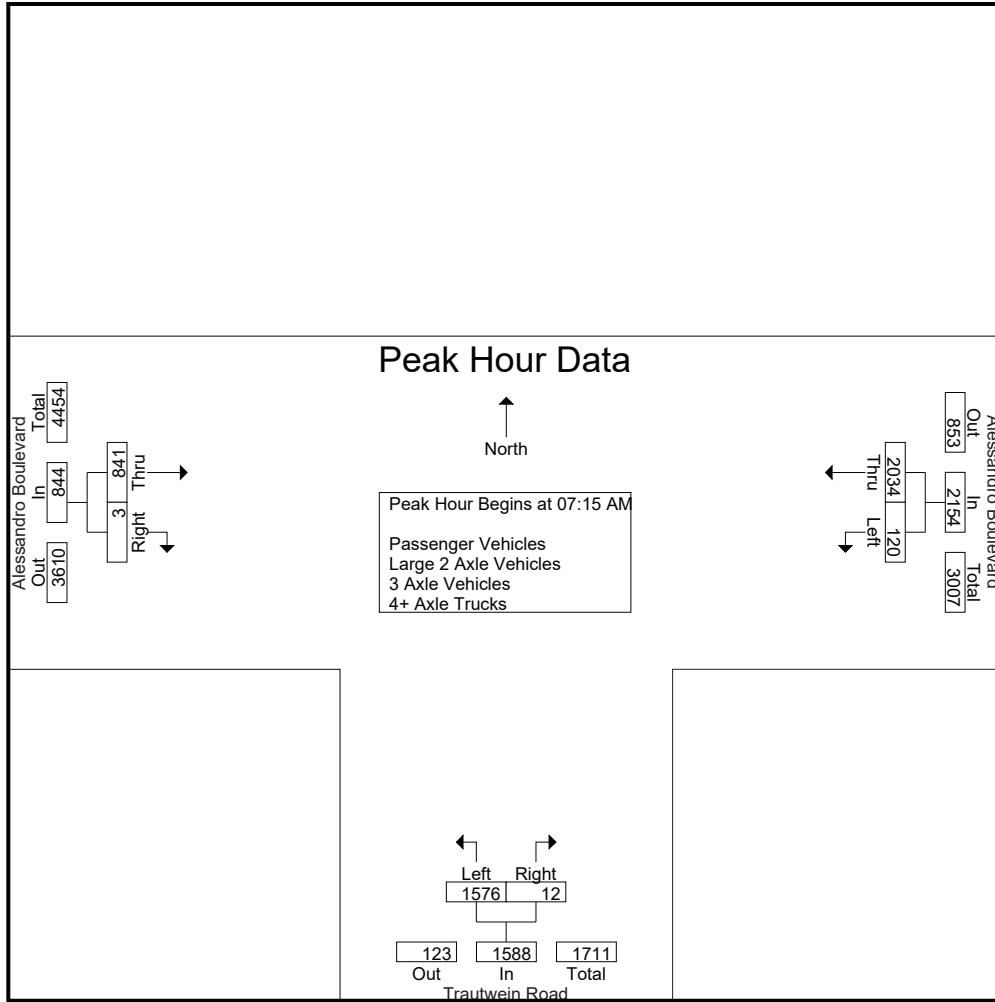 Peak Hour Data
North
Peak Hour Begins at 07:15 AM
Passenger Vehicles
Large 2 Axle Vehicles
3 Axle Vehicles
4+ Axle Trucks
Alessandro Boulevard
Total
4454
In
844
Out
3610
841
Thru
3
Right
Alessandro Boulevard
Out
853
In
2154
Total
3007
2034
Thru
120
Left
Left Right
1576 12
123 1588 1711
Out In Total
Trautwein Road